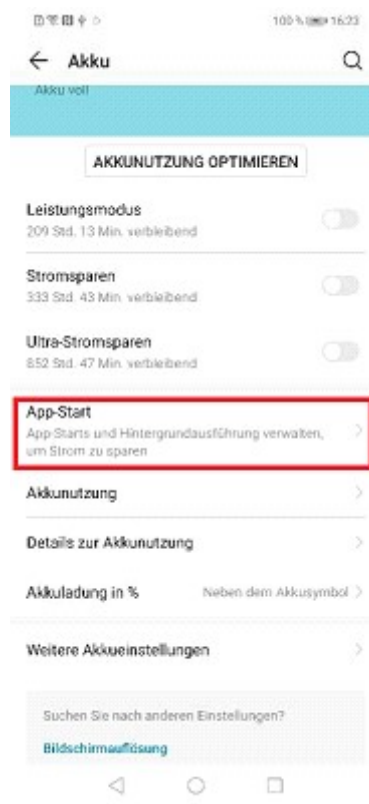 100 % 16:23
Akku
Akku voll
AKKUNUTZUNG OPTIMIEREN
Leistungsmodus
209 Std. 13 Min. verbleibend
Stromsparen
333 Std. 43 Min. verbleibend
Ultra-Stromsparen
852 Std. 47 Min. verbleibend
App-Start
App-Starts und Hintergrundausführung verwalten,
um Strom zu sparen
Akkunutzung
Details zur Akkunutzung
Akkuladung in % Neben dem Akkusymbol
Weitere Akkueinstellungen
Suchen Sie nach anderen Einstellungen?
Bildschirmauflösung